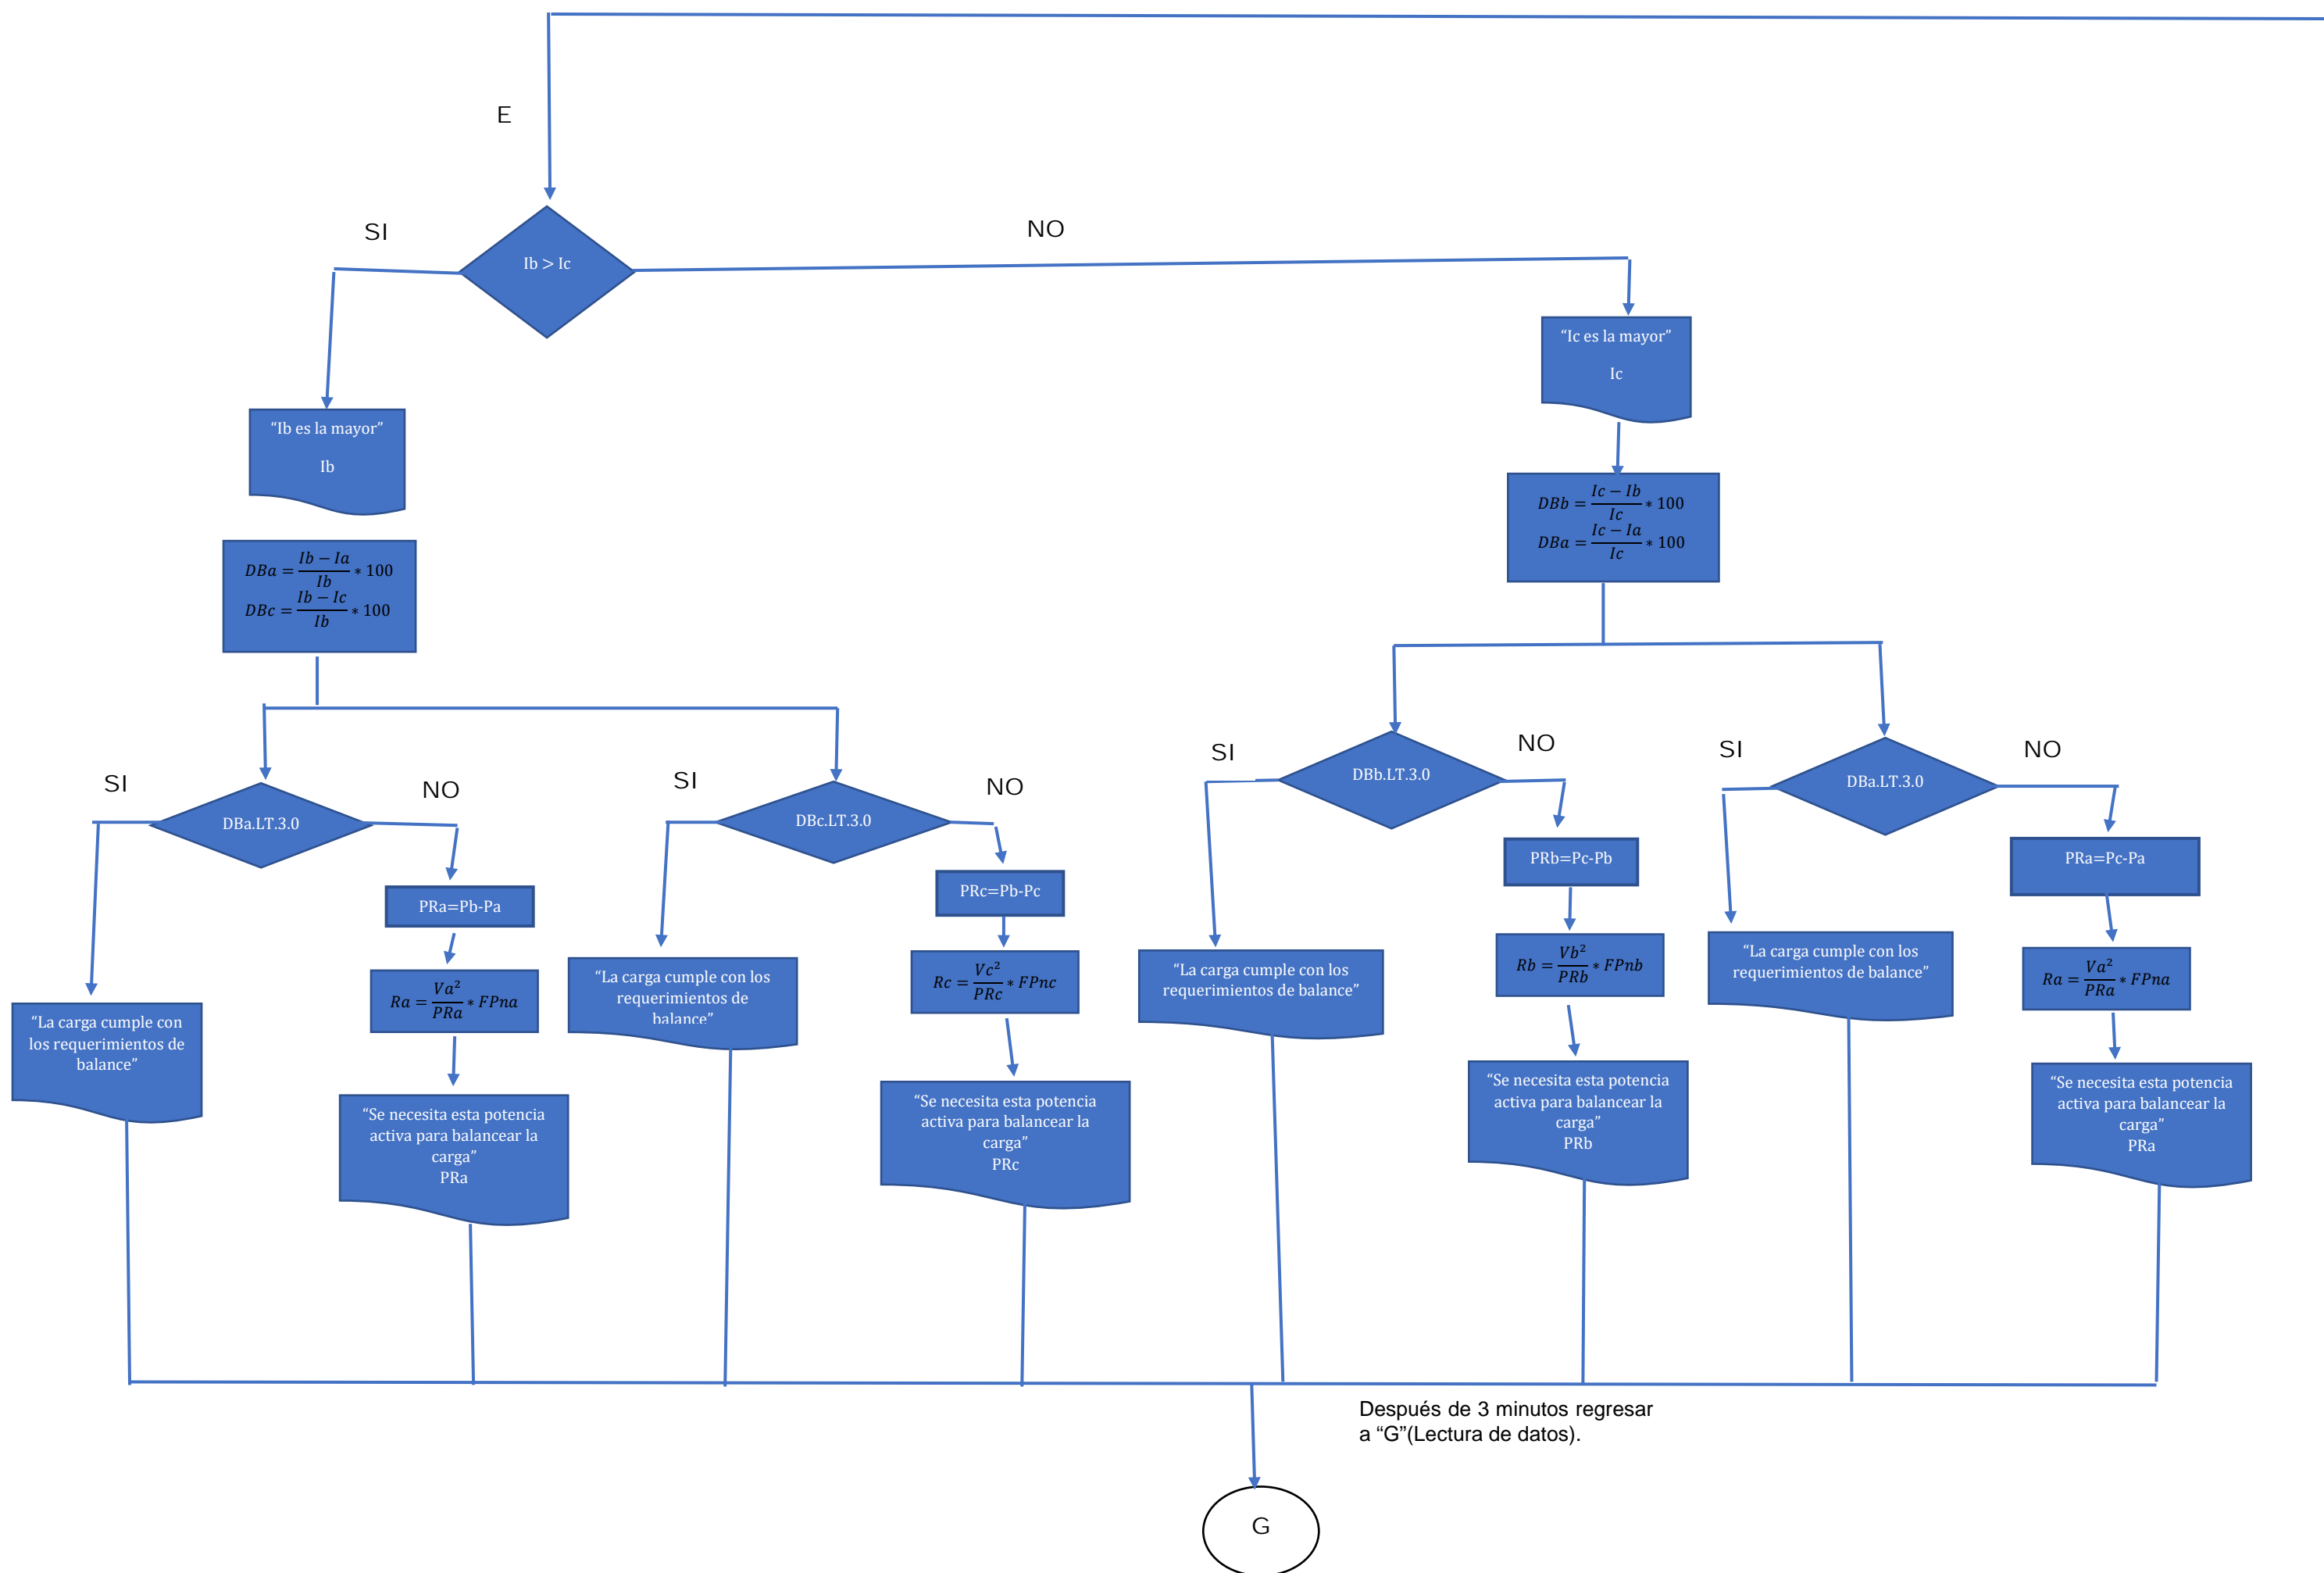 E
SI
NO
Ib > Ic
“Ic es la mayor”
Ic
“Ib es la mayor”
Ib
DBb = \frac{Ic − Ib}{Ic} * 100
DBa = \frac{Ic − Ia}{Ic} * 100
DBa = \frac{Ib − Ia}{Ib} * 100
DBc = \frac{Ib − Ic}{Ib} * 100
SI
DBa.LT.3.0
NO
SI
DBc.LT.3.0
NO
SI
DBb.LT.3.0
NO
SI
DBa.LT.3.0
NO
PRa=Pb-Pa
PRc=Pb-Pc
PRb=Pc-Pb
PRa=Pc-Pa
Ra = \frac{Va²}{PRa} * FPna
Rc = \frac{Vc²}{PRc} * FPnc
Rb = \frac{Vb²}{PRb} * FPnb
Ra = \frac{Va²}{PRa} * FPna
“La carga cumple con
los requerimientos de
balance”
“Se necesita esta potencia
activa para balancear la
carga”
PRa
“La carga cumple con los
requerimientos de
balance”
“Se necesita esta potencia
activa para balancear la
carga”
PRc
“La carga cumple con los
requerimientos de balance”
“Se necesita esta potencia
activa para balancear la
carga”
PRb
“La carga cumple con los
requerimientos de balance”
“Se necesita esta potencia
activa para balancear la
carga”
PRa
Después de 3 minutos regresar
a “G”(Lectura de datos).
G